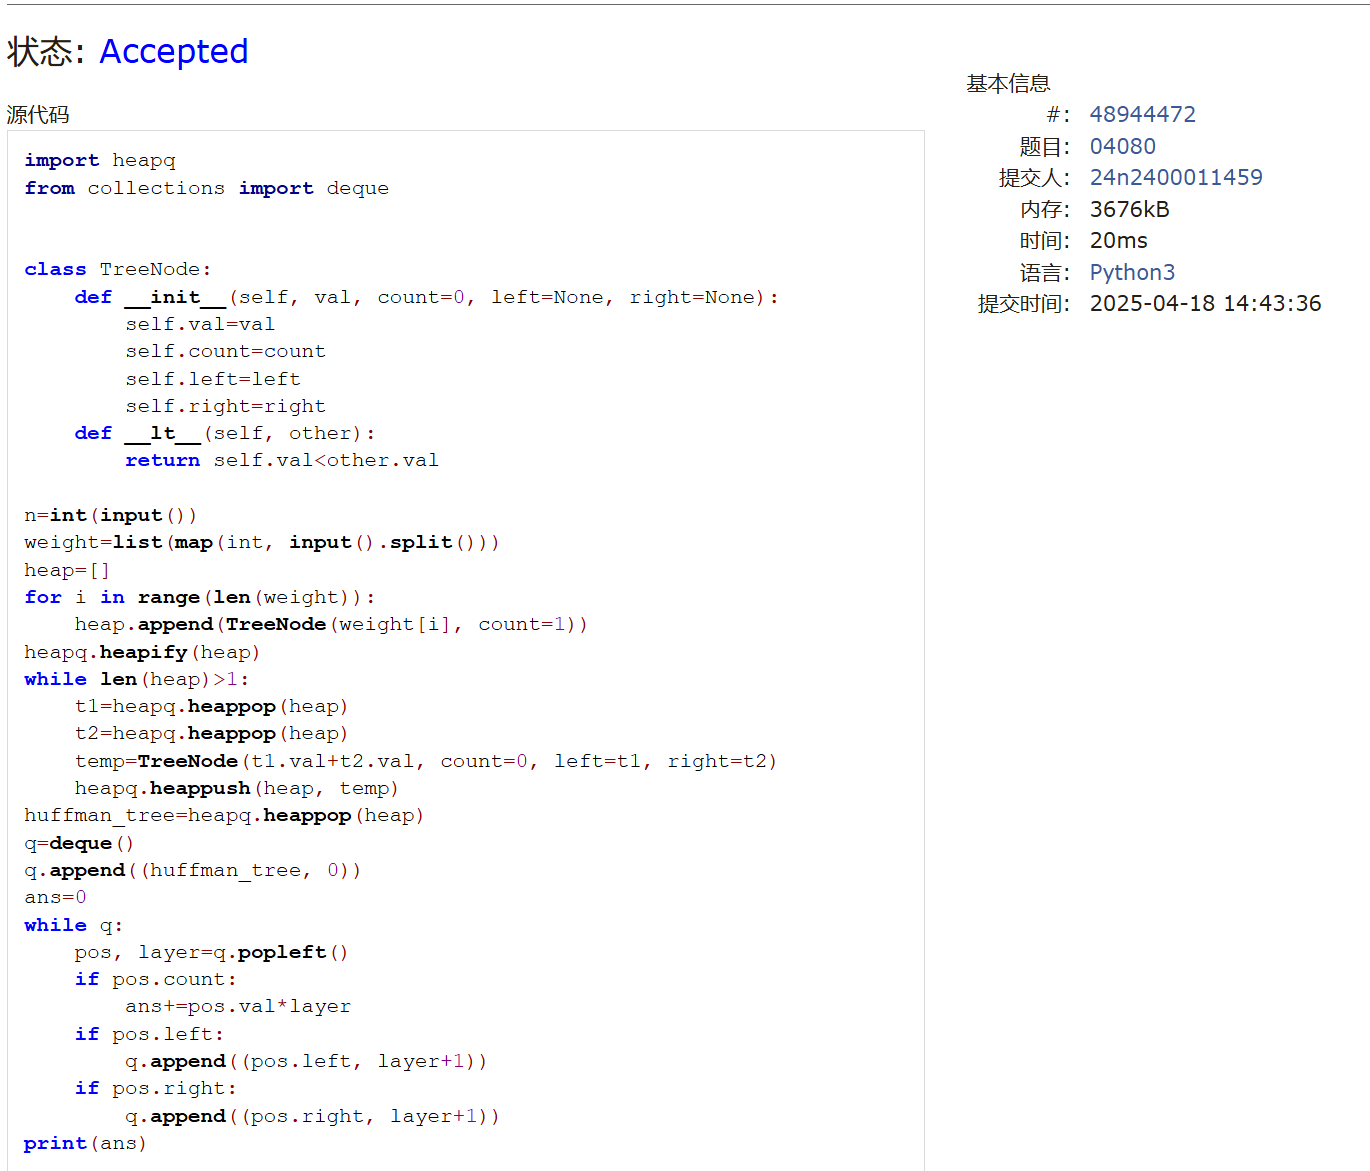 状态: Accepted
源代码
import heapq
from collections import deque
class TreeNode:
    def __init__(self, val, count=0, left=None, right=None):
        self.val=val
        self.count=count
        self.left=left
        self.right=right
    def __lt__(self, other):
        return self.val<other.val
n=int(input())
weight=list(map(int, input().split()))
heap=[]
for i in range(len(weight)):
    heap.append(TreeNode(weight[i], count=1))
heapq.heapify(heap)
while len(heap)>1:
    t1=heapq.heappop(heap)
    t2=heapq.heappop(heap)
    temp=TreeNode(t1.val+t2.val, count=0, left=t1, right=t2)
    heapq.heappush(heap, temp)
huffman_tree=heapq.heappop(heap)
q=deque()
q.append((huffman_tree, 0))
ans=0
while q:
    pos, layer=q.popleft()
    if pos.count:
        ans+=pos.val*layer
    if pos.left:
        q.append((pos.left, layer+1))
    if pos.right:
        q.append((pos.right, layer+1))
print(ans)
基本信息
#: 48944472
题目: 04080
提交人: 24n2400011459
内存: 3676kB
时间: 20ms
语言: Python3
提交时间: 2025-04-18 14:43:36